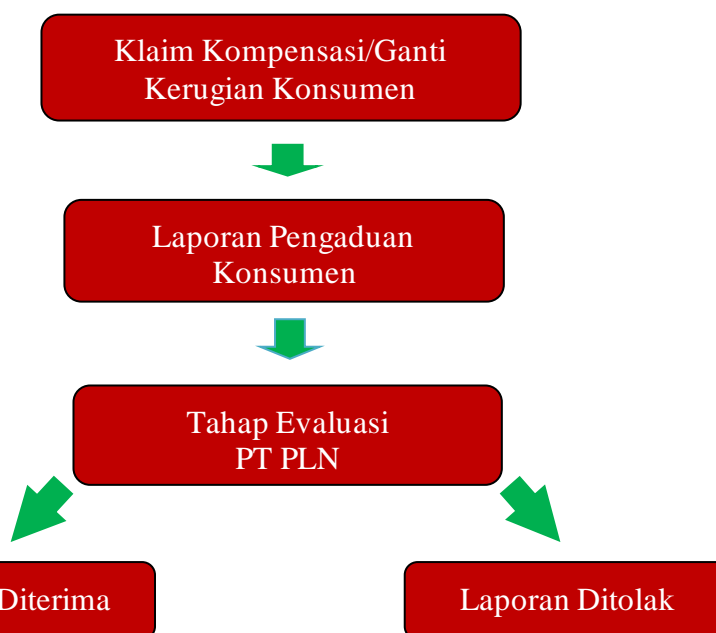 Klaim Kompensasi/Ganti
Kerugian Konsumen
Laporan Pengaduan
Konsumen
Tahap Evaluasi
PT PLN
Diterima
Laporan Ditolak